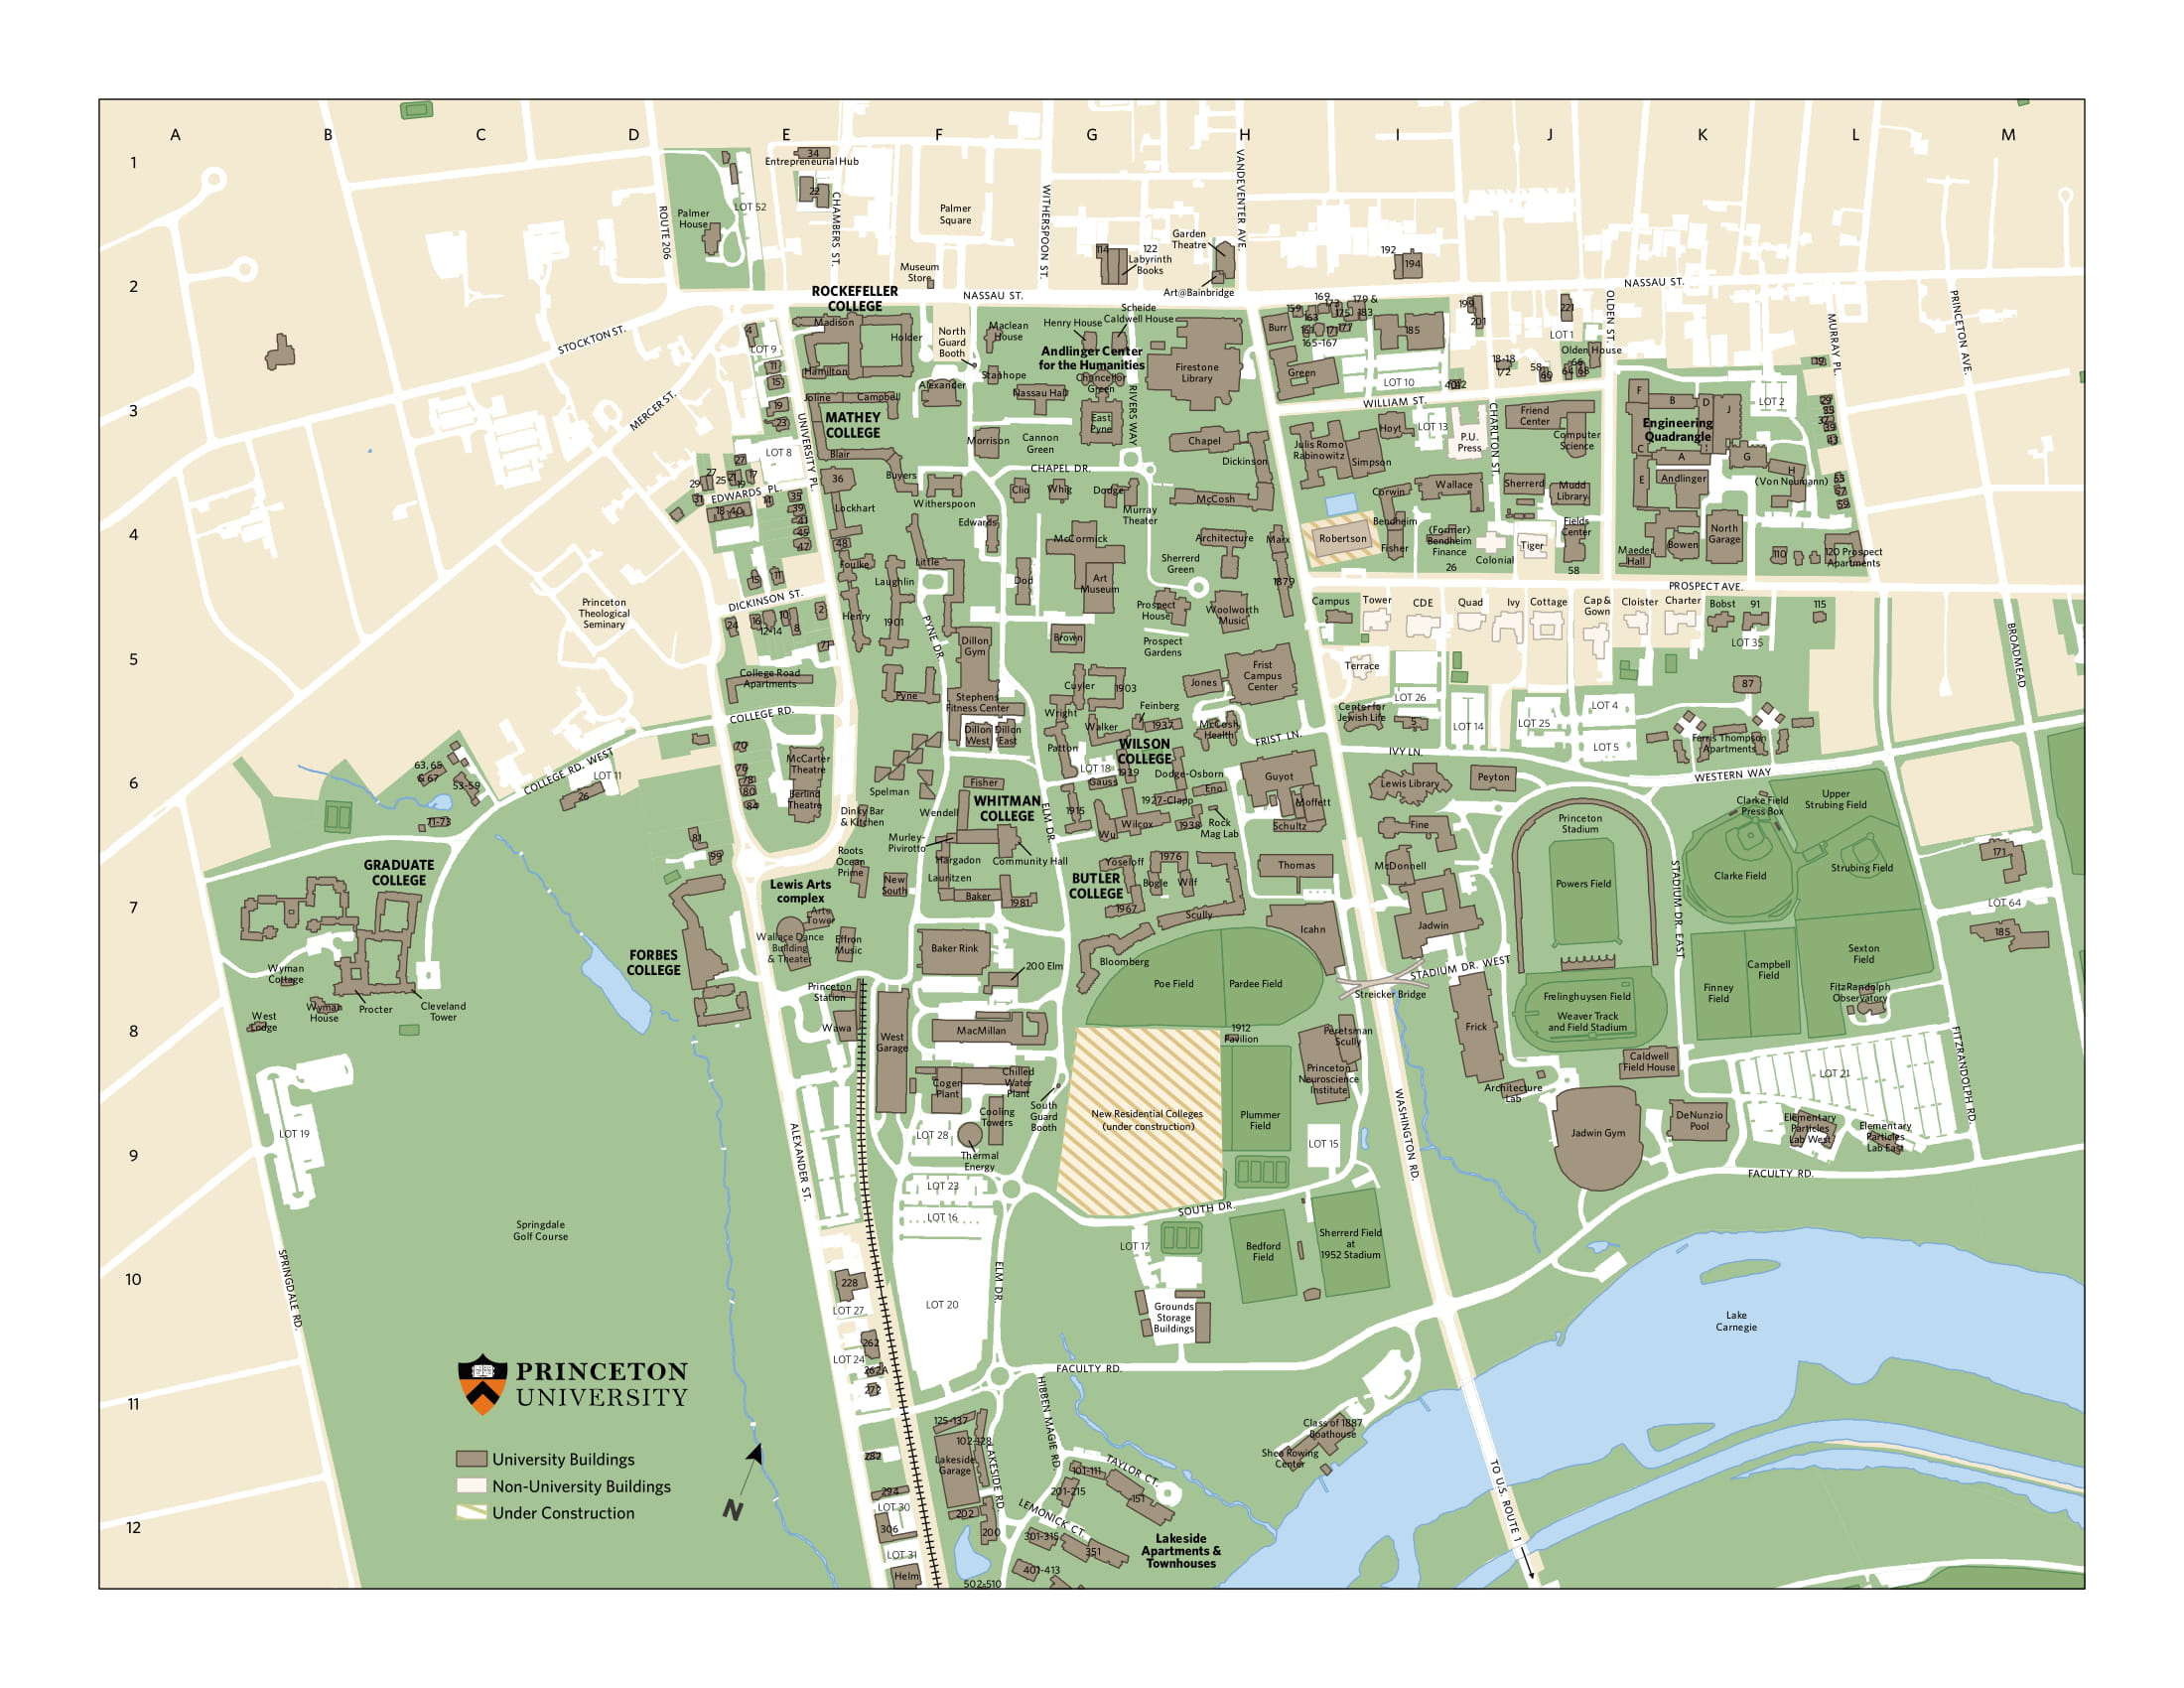 A B C D E F G H I J K L M
1
34
Entrepreneurial Hub
22
CHAMBERS ST.
LOT 52
Palmer
House
ROUTE 206
Palmer
Square
WITHERSPOON ST.
VANDEVENTER AVE.
Garden
Theatre
114
122
Labyrinth
Books
Art@Bainbridge
192
194
2
Museum
Store
ROCKEFELLER
COLLEGE
NASSAU ST.
NASSAU ST.
STOCKTON ST.
MERCER ST.
4
LOT 9
11
15
19
23
Madison
Holder
Hamilton
North
Guard
Booth
Maclean
House
Stanhope
Henry House
Scheide
Caldwell House
Andlinger Center
for the Humanities
Chancellor
Green
Firestone
Library
RIVERS WAY
Burr
Green
159
169
173
179 &
183
163
175
161
171
177
165-167
185
LOT 10
199
201
221
LOT 1
Olden House
OLDEN ST.
18-18
1/2
58
66
MURRAY PL.
PRINCETON AVE.
19
3
Joline
Campbell
MATHEY
COLLEGE
Blair
UNIVERSITY PL.
Alexander
Nassau Hall
East
Pyne
Morrison
Cannon
Green
CHAPEL DR.
Chapel
Dickinson
WILLIAM ST.
Hoyt
LOT 13
P.U.
Press
CHARLTON ST.
Friend
Center
Computer
Science
Julis Romo
Rabinowitz
Simpson
Engineering
Quadrangle
F
B
D
J
C
I
A
G
H
(Von Neumann)
E
Andlinger
LOT 2
29
35
37
39
41
55
57
69
LOT 8
27
27
29
25
21
17
19
31
EDWARDS PL.
14
18-40
35
39
41
45
47
36
Lockhart
48
Buyers
Witherspoon
Clio
Whig
Dodge
Murray
Theater
McCosh
Corwin
Wallace
Sherrerd
Mudd
Library
4
Edwards
McCormick
Art
Museum
Architecture
Marx
Sherrerd
Green
1879
Robertson
Bendheim
Fisher
(Former)
Bendheim
Finance
26
Colonial
Tiger
Fields
Center
58
Maeder
Hall
Bowen
North
Garage
110
120 Prospect
Apartments
PROSPECT AVE.
Foulke
Laughlin
Little
Henry
1901
Dod
15
11
DICKINSON ST.
24
16
12-14
10
8
2
71
Princeton
Theological
Seminary
Prospect
House
Woolworth
Music
Campus
Tower
CDE
Quad
Ivy
Cottage
Cap &
Gown
Cloister
Charter
Bobst
91
115
LOT 35
BROADMEAD
5
PYNE DR.
Dillon
Gym
Brown
Prospect
Gardens
College Road
Apartments
Pyne
Stephens
Fitness Center
Dillon
West
Dillon
East
Cuyler
1903
Jones
Frist
Campus
Center
Terrace
LOT 26
87
COLLEGE RD.
Wright
Walker
Feinberg
1937
McCosh
Health
Center for
Jewish Life
5
LOT 14
LOT 25
LOT 4
LOT 5
Ferris Thompson
Apartments
FRIST LN.
IVY LN.
WESTERN WAY
Patton
WILSON
COLLEGE
6
63, 65
& 67
53-59
71-73
COLLEGE RD. WEST
LOT 11
26
70
76
78
80
84
McCarter
Theatre
Berlind
Theatre
Spelman
Fisher
WHITMAN
COLLEGE
Wendell
ELM DR.
LOT 18
Gauss
1939
Dodge-Osborn
Eno
1927-Clapp
1915
Wu
Wilcox
1938
Rock
Mag Lab
Guyot
Moffett
Schultz
Lewis Library
Peyton
Fine
Princeton
Stadium
Clarke Field
Press Box
Upper
Strubing Field
Strubing Field
Clarke Field
Dinky Bar
& Kitchen
Murley-
Pivirotto
Hargadon
Community Hall
Lauritzen
Baker
1981
81
99
GRADUATE
COLLEGE
Roots
Ocean
Prime
New
South
Lewis Arts
complex
Arts
Tower
BUTLER
COLLEGE
Yoseloff
1976
Bogle
Wilf
1967
Scully
Thomas
McDonnell
Jadwin
Powers Field
STADIUM DR. EAST
171
LOT 64
185
7
FORBES
COLLEGE
Wallace Dance
Building
& Theater
Effron
Music
Baker Rink
200 Elm
Bloomberg
Icahn
STADIUM DR. WEST
Streicker Bridge
Poe Field
Pardee Field
Finney
Field
Campbell
Field
Sexton
Field
FitzRandolph
Observatory
Wyman
Cottage
Wyman
House
Procter
Cleveland
Tower
West
Lodge
8
Princeton
Station
Wawa
West
Garage
MacMillan
1912
Pavilion
Peretsman
Scully
Princeton
Neuroscience
Institute
Frick
Frelinghuysen Field
Weaver Track
and Field Stadium
Caldwell
Field House
FITZRANDOLPH RD.
LOT 21
Cogen
Plant
Chilled
Water
Plant
Cooling
Towers
South
Guard
Booth
New Residential Colleges
(under construction)
Plummer
Field
LOT 15
Architecture
Lab
Jadwin Gym
DeNunzio
Pool
Elementary
Particles
Lab West
Elementary
Particles
Lab East
LOT 19
ALEXANDER ST.
LOT 28
Thermal
Energy
WASHINGTON RD.
FACULTY RD.
9
LOT 23
LOT 16
SOUTH DR.
Springdale
Golf Course
SPRINGDALE RD.
LOT 17
Bedford
Field
Sherrerd Field
at
1952 Stadium
10
228
LOT 27
LOT 20
ELM DR.
Grounds
Storage
Buildings
Lake
Carnegie
262
LOT 24
262A
272
FACULTY RD.
PRINCETON
UNIVERSITY
11
HIBBEN MAGIE RD.
125-137
102-128
Lakeside
Garage
LAKESIDE RD.
Class of 1887
Boathouse
Shea Rowing
Center
282
University Buildings
Non-University Buildings
Under Construction
N
101-111
TAYLOR CT.
201-215
151
LEMONICK CT.
294
LOT 30
306
202
200
301-315
351
12
Lakeside
Apartments &
Townhouses
TO U.S. ROUTE 1
LOT 31
Helm
401-413
502-510